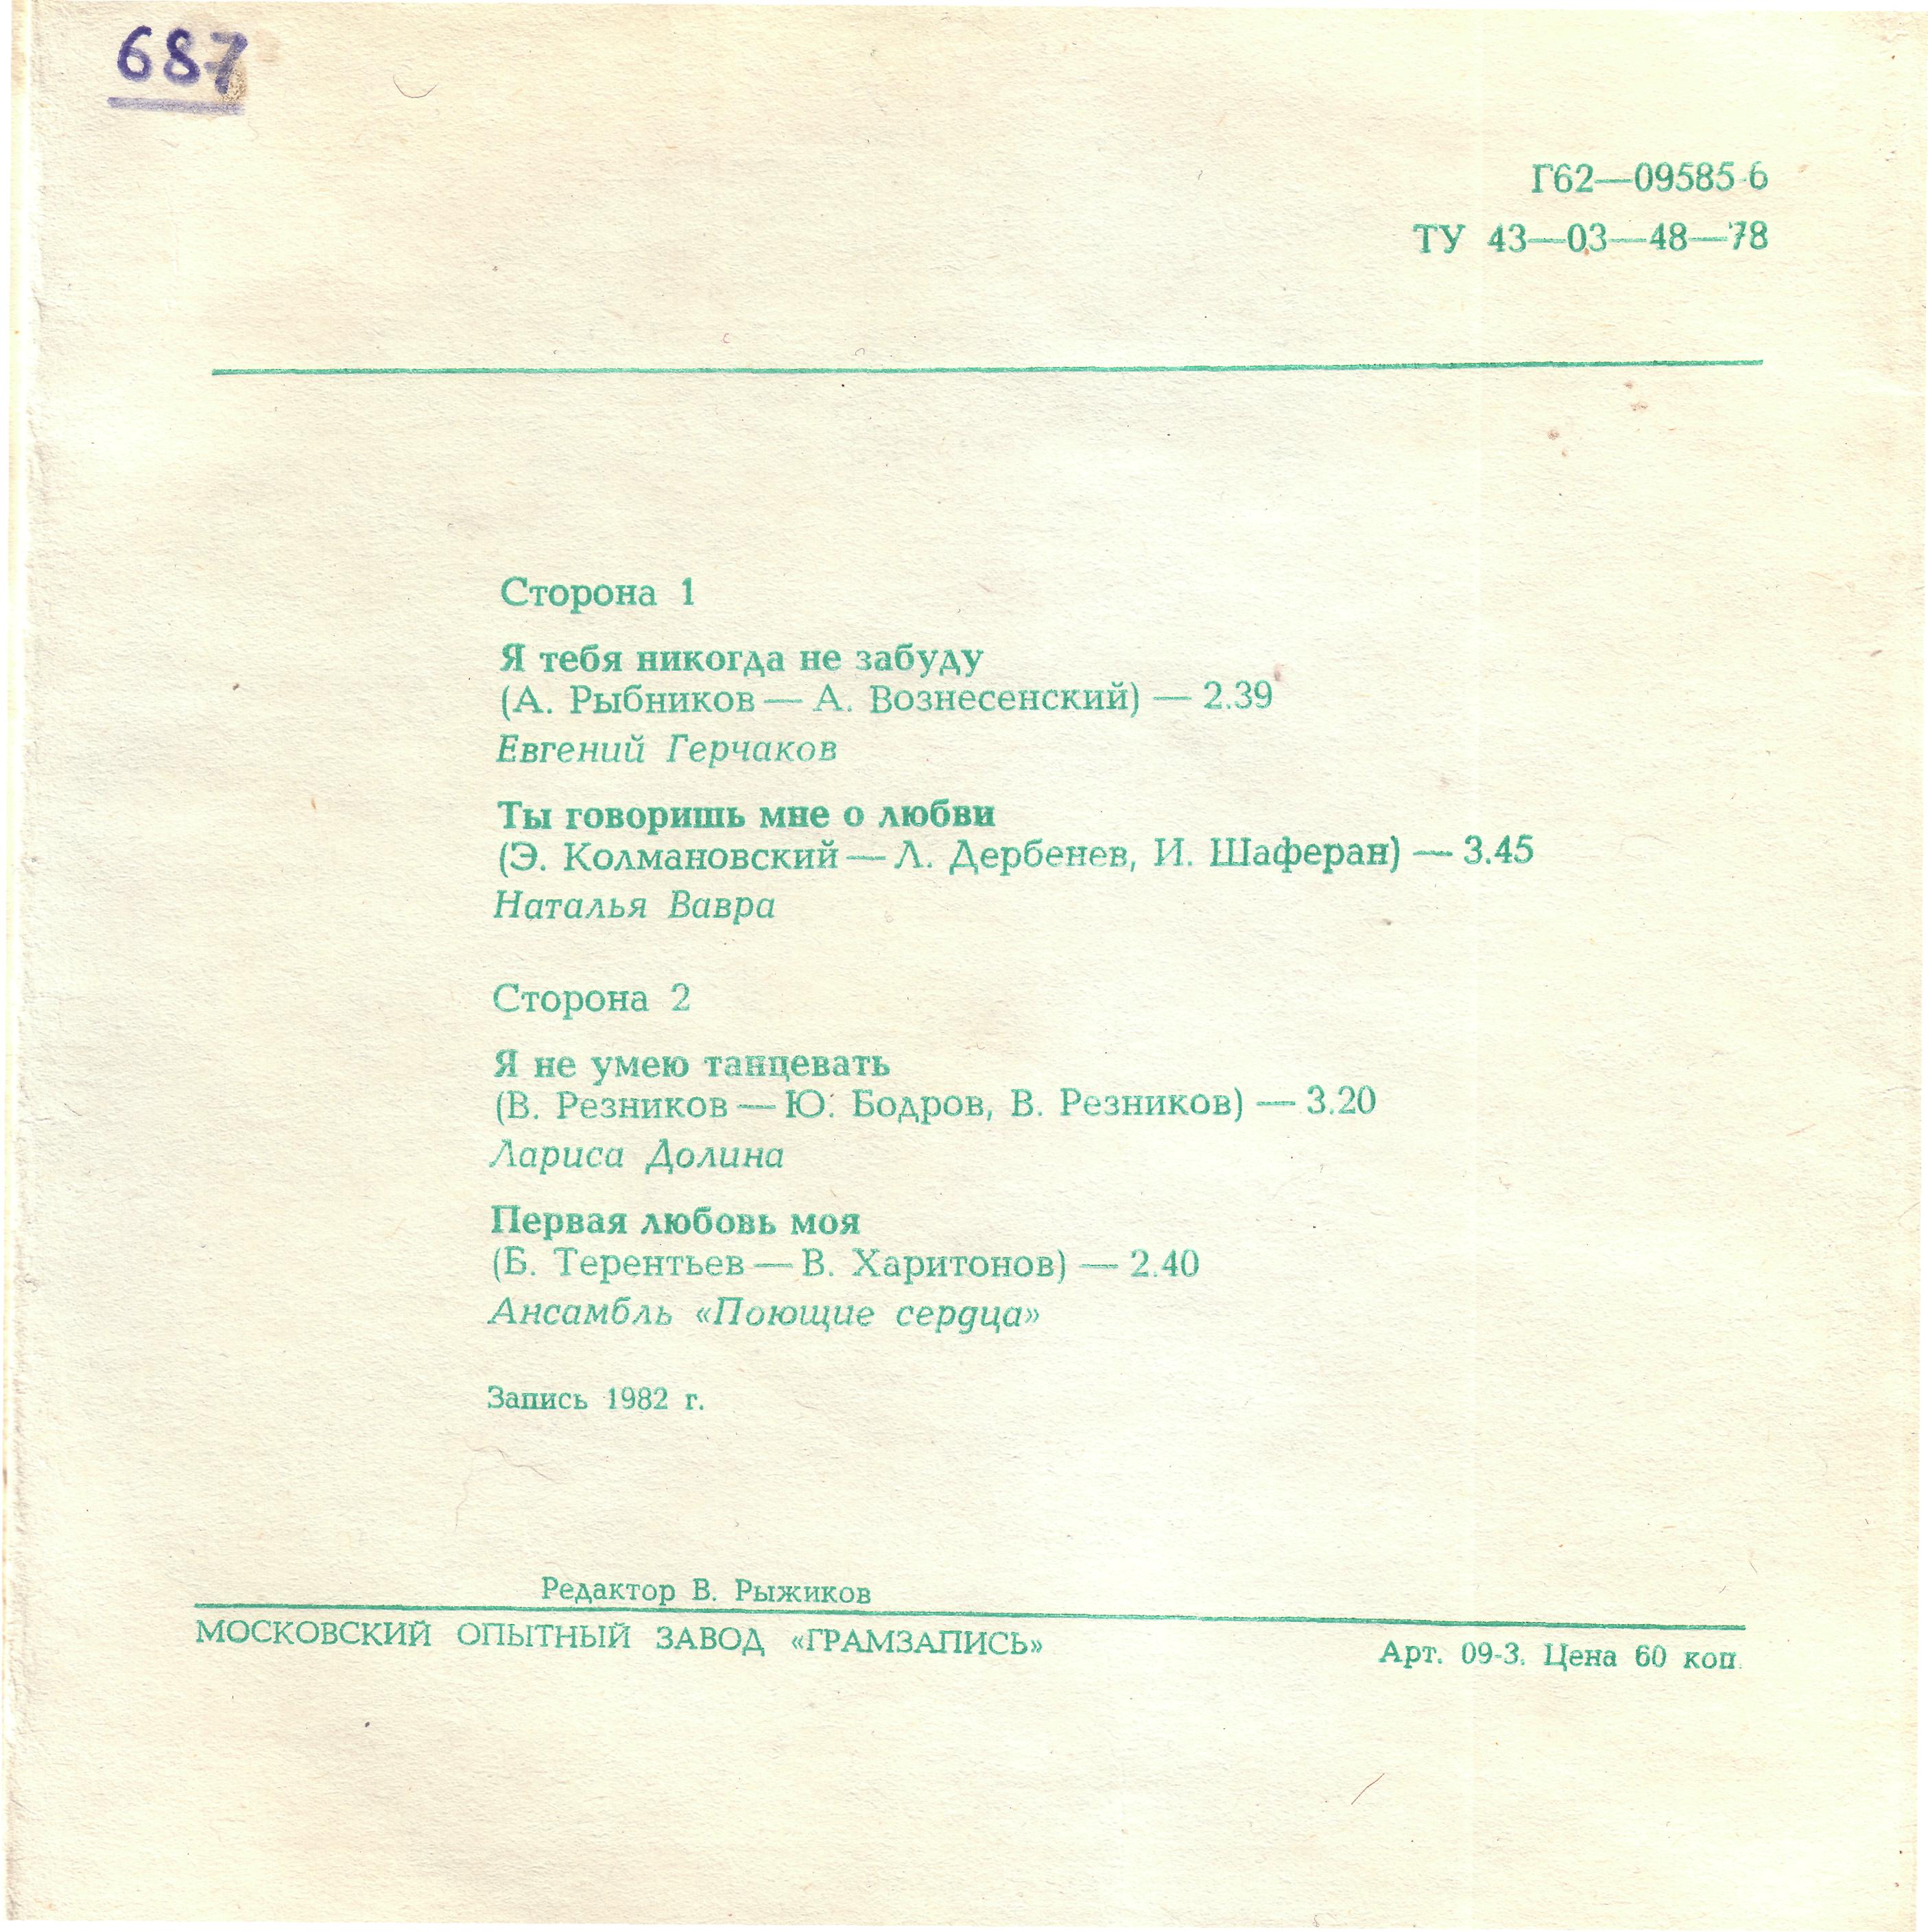 687
Г62—09585-6
ТУ 43—03—48—78
Сторона 1
Я тебя никогда не забуду
(А. Рыбников — А. Вознесенский) — 2.39
Евгений Герчаков
Ты говоришь мне о любви
(Э. Колмановский — Л. Дербенев, И. Шаферан) — 3.45
Наталья Вавра
Сторона 2
Я не умею танцевать
(В. Резников — Ю. Бодров, В. Резников) — 3.20
Лариса Долина
Первая любовь моя
(Б. Терентьев — В. Харитонов) — 2.40
Ансамбль «Поющие сердца»
Запись 1982 г.
Редактор В. Рыжиков
МОСКОВСКИЙ ОПЫТНЫЙ ЗАВОД «ГРАМЗАПИСЬ»
Арт. 09-3. Цена 60 коп.